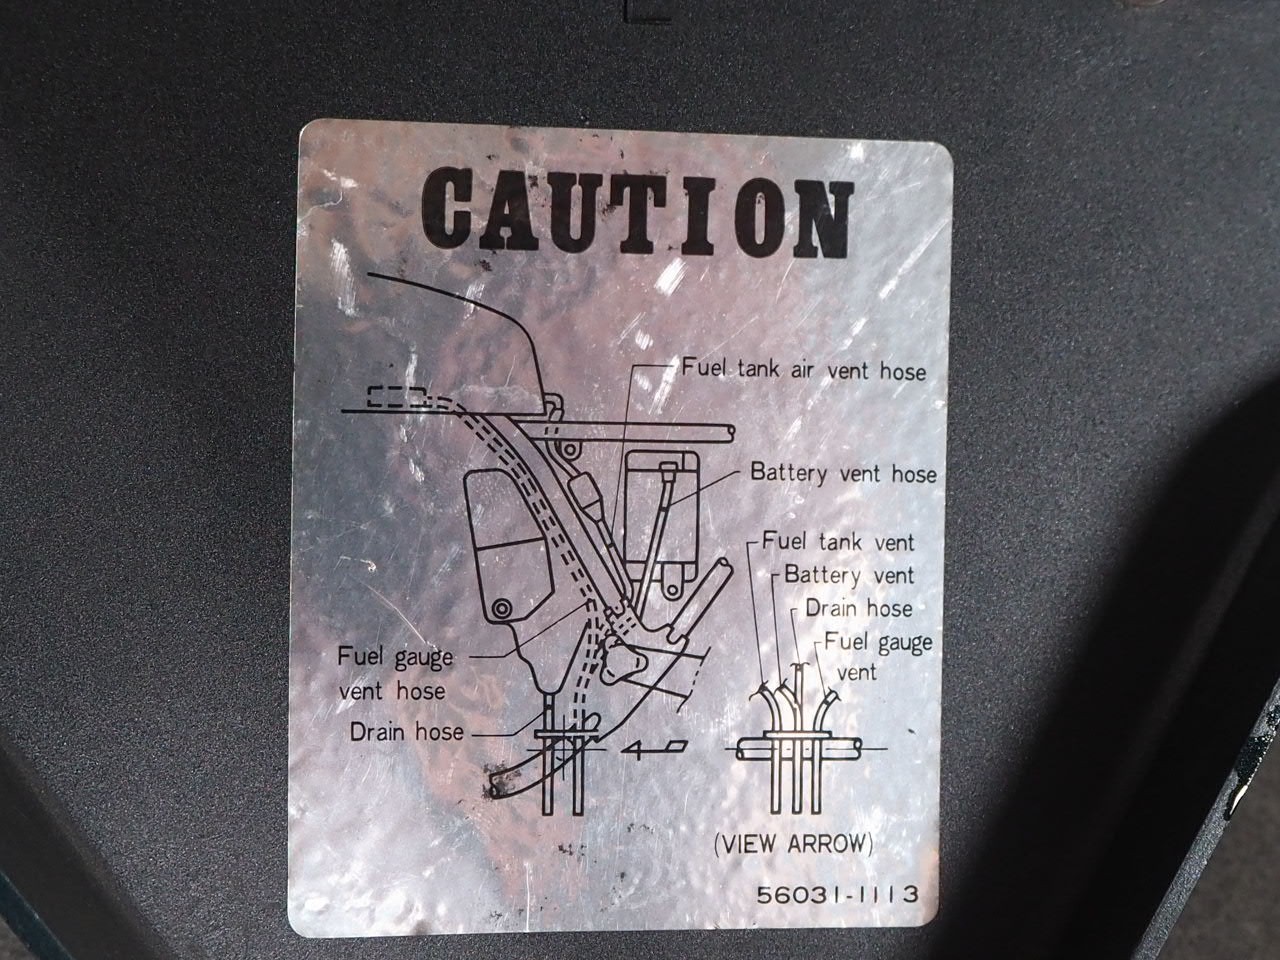 CAUTION
Fuel tank air vent hose
Battery vent hose
Fuel tank vent
Battery vent
Drain hose
Fuel gauge
vent
Fuel gauge
vent hose
Drain hose
(VIEW ARROW)
56031-1113